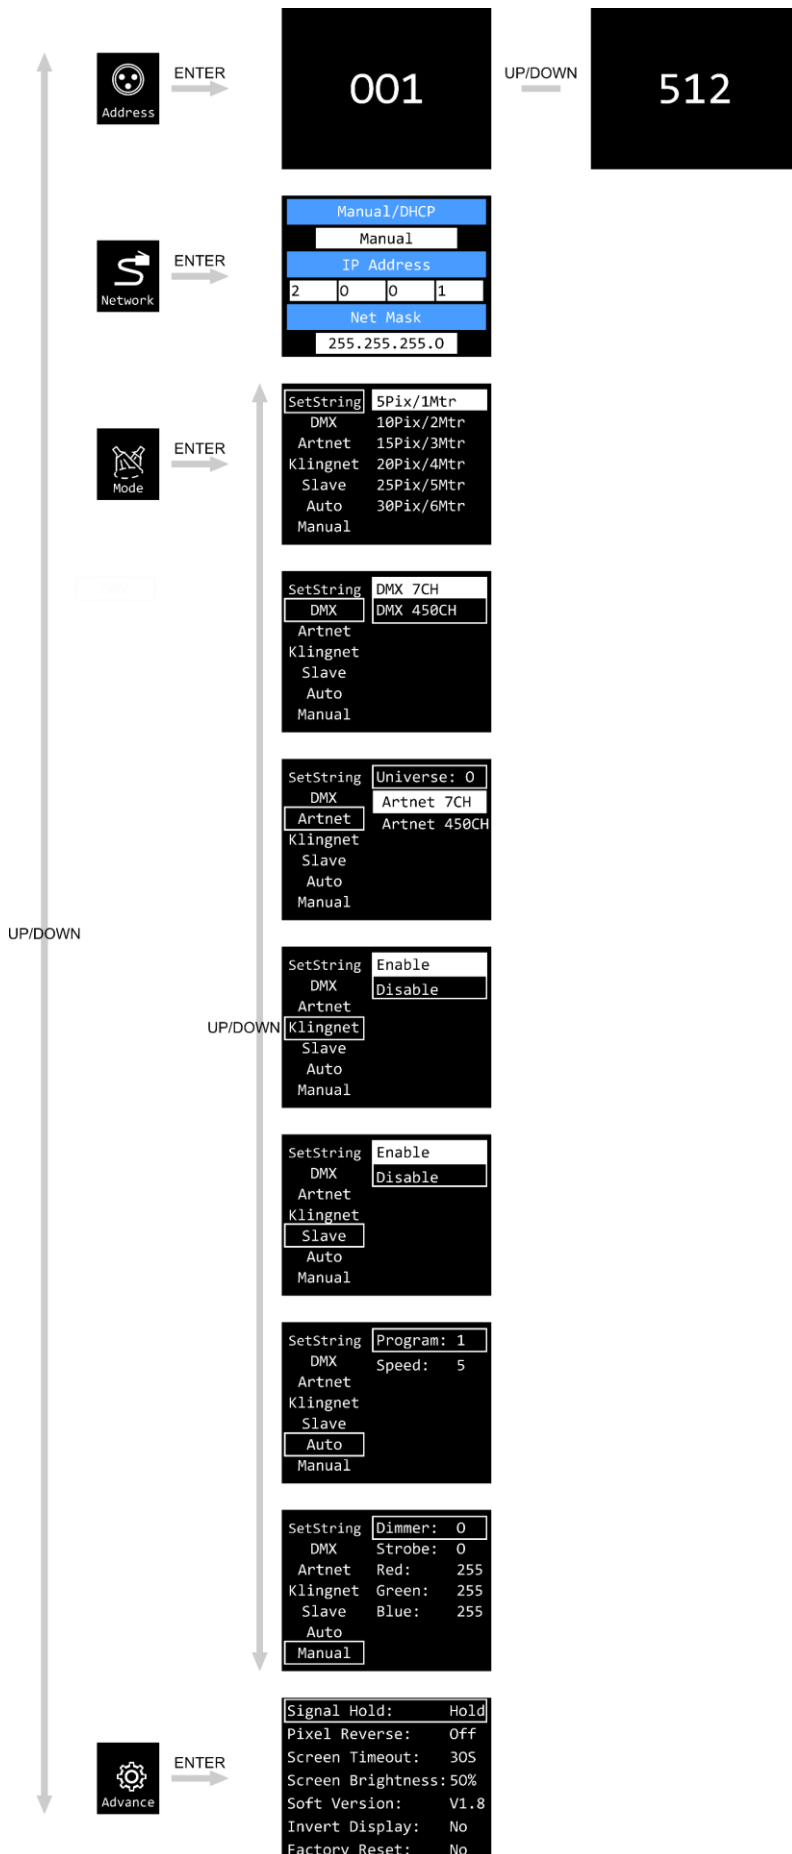 Address
ENTER
001
UP/DOWN
512
Network
ENTER
Manual/DHCP
Manual
IP Address
2 0 0 1
Net Mask
255.255.255.0
Mode
ENTER
SetString 5Pix/1Mtr
DMX 10Pix/2Mtr
Artnet 15Pix/3Mtr
Klingnet 20Pix/4Mtr
Slave 25Pix/5Mtr
Auto 30Pix/6Mtr
Manual
SetString DMX 7CH
DMX DMX 450CH
Artnet
Klingnet
Slave
Auto
Manual
SetString Universe: 0
DMX Artnet 7CH
Artnet Artnet 450CH
Klingnet
Slave
Auto
Manual
UP/DOWN
SetString Enable
DMX Disable
Artnet
UP/DOWN Klingnet
Slave
Auto
Manual
SetString Enable
DMX Disable
Artnet
Klingnet
Slave
Auto
Manual
SetString Program: 1
DMX Speed: 5
Artnet
Klingnet
Slave
Auto
Manual
SetString Dimmer: 0
DMX Strobe: 0
Artnet Red: 255
Klingnet Green: 255
Slave Blue: 255
Auto
Manual
Advance
ENTER
Signal Hold: Hold
Pixel Reverse: Off
Screen Timeout: 30S
Screen Brightness: 50%
Soft Version: V1.8
Invert Display: No
Factory Reset: No